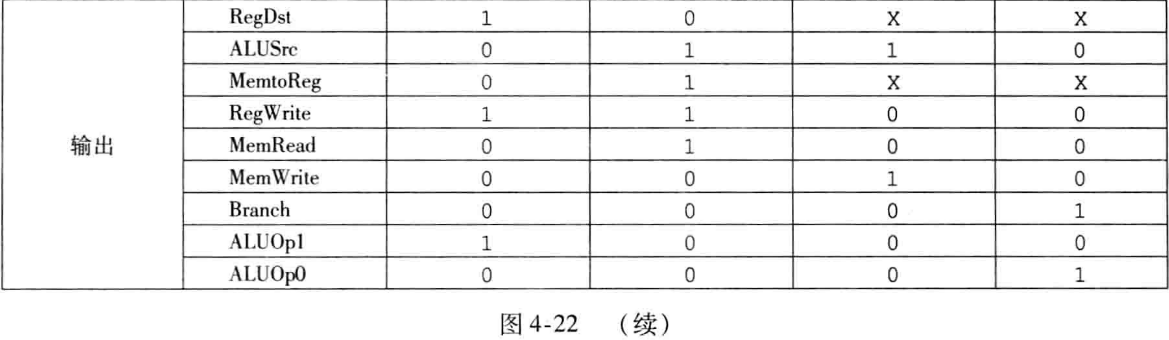 输出
RegDst 1 0 X X
ALUSrc 0 1 1 0
MemtoReg 0 1 X X
RegWrite 1 1 0 0
MemRead 0 1 0 0
MemWrite 0 0 1 0
Branch 0 0 0 1
ALUOp1 1 0 0 0
ALUOp0 0 0 0 1
图 4-22 （续）